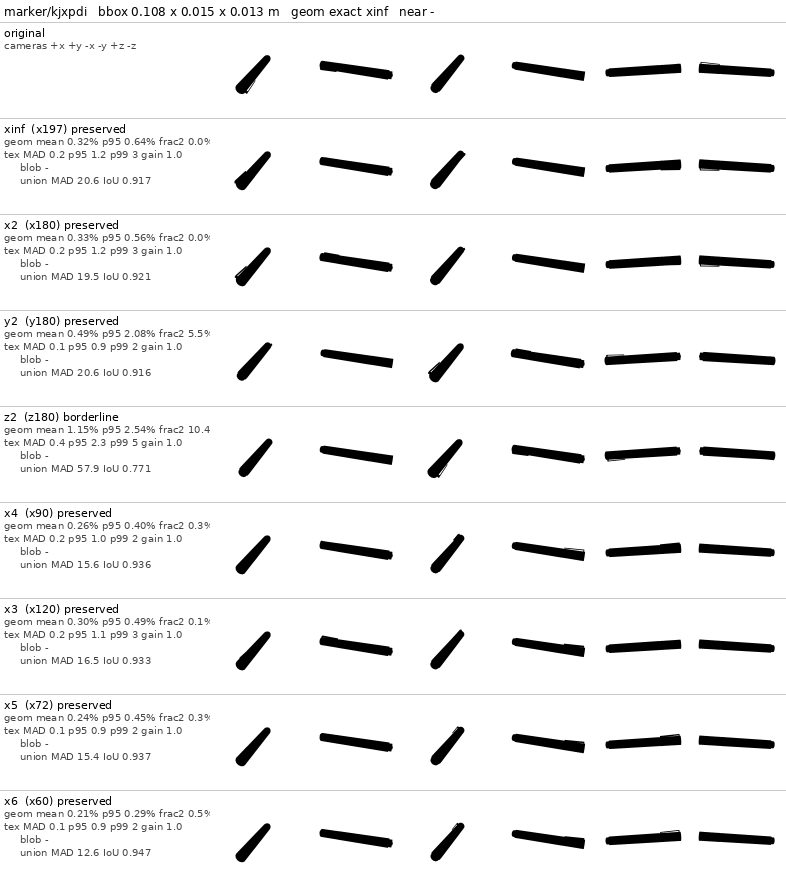 marker/kjxpdi   bbox 0.108 x 0.015 x 0.013 m   geom exact xinf   near -
original
cameras +x +y -x -y +z -z
xinf (x197) preserved
geom mean 0.32% p95 0.64% frac2 0.0%
tex MAD 0.2 p95 1.2 p99 3 gain 1.0
blob -
union MAD 20.6 IoU 0.917
x2 (x180) preserved
geom mean 0.33% p95 0.56% frac2 0.0%
tex MAD 0.2 p95 1.2 p99 3 gain 1.0
blob -
union MAD 19.5 IoU 0.921
y2 (y180) preserved
geom mean 0.49% p95 2.08% frac2 5.5%
tex MAD 0.1 p95 0.9 p99 2 gain 1.0
blob -
union MAD 20.6 IoU 0.916
z2 (z180) borderline
geom mean 1.15% p95 2.54% frac2 10.4
tex MAD 0.4 p95 2.3 p99 5 gain 1.0
blob -
union MAD 57.9 IoU 0.771
x4 (x90) preserved
geom mean 0.26% p95 0.40% frac2 0.3%
tex MAD 0.2 p95 1.0 p99 2 gain 1.0
blob -
union MAD 15.6 IoU 0.936
x3 (x120) preserved
geom mean 0.30% p95 0.49% frac2 0.1%
tex MAD 0.2 p95 1.1 p99 3 gain 1.0
blob -
union MAD 16.5 IoU 0.933
x5 (x72) preserved
geom mean 0.24% p95 0.45% frac2 0.3%
tex MAD 0.1 p95 0.9 p99 2 gain 1.0
blob -
union MAD 15.4 IoU 0.937
x6 (x60) preserved
geom mean 0.21% p95 0.29% frac2 0.5%
tex MAD 0.1 p95 0.9 p99 2 gain 1.0
blob -
union MAD 12.6 IoU 0.947